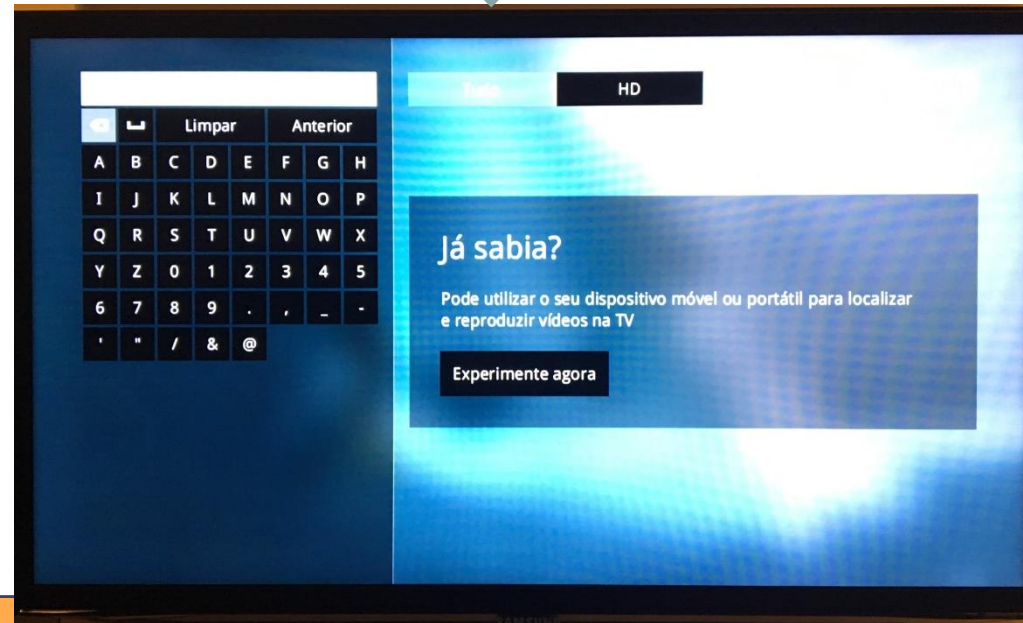 Tudo HD
Limpar Anterior
A B C D E F G H
I J K L M N O P
Q R S T U V W X
Y Z 0 1 2 3 4 5
6 7 8 9 . , _ -
' " / & @
Já sabia?
Pode utilizar o seu dispositivo móvel ou portátil para localizar
e reproduzir vídeos na TV
Experimente agora